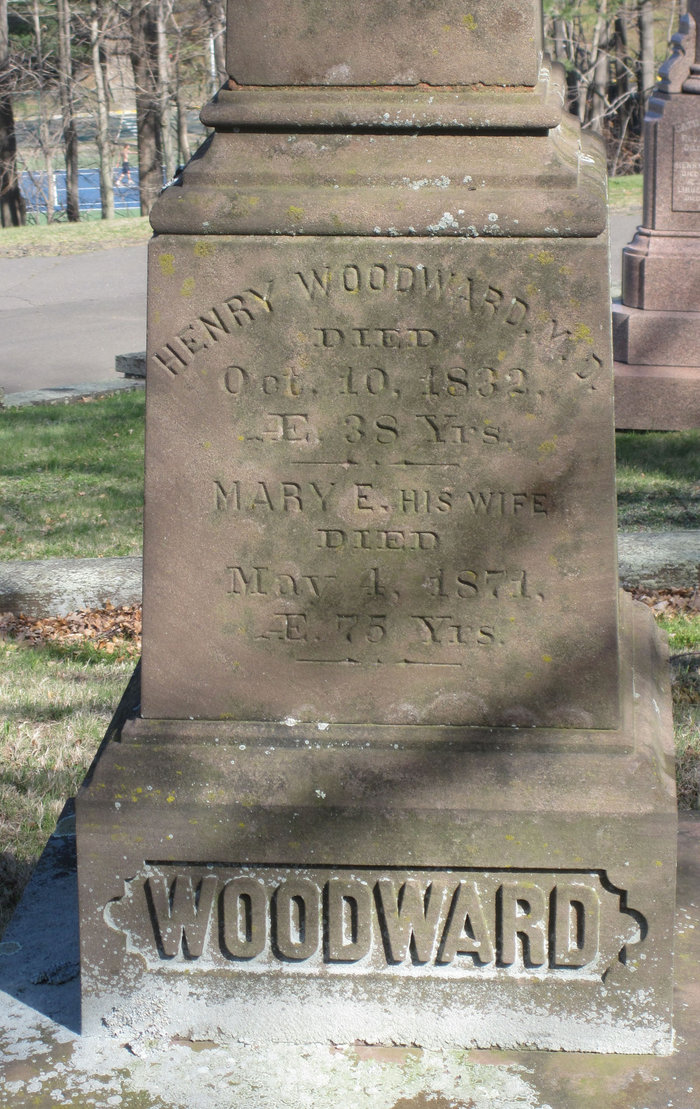 HENRY WOODWARD, M.D.
DIED
Oct. 10, 1832,
Æ. 38 Yrs.
MARY E. HIS WIFE
DIED
May 4, 1871,
Æ. 75 Yrs.
WOODWARD